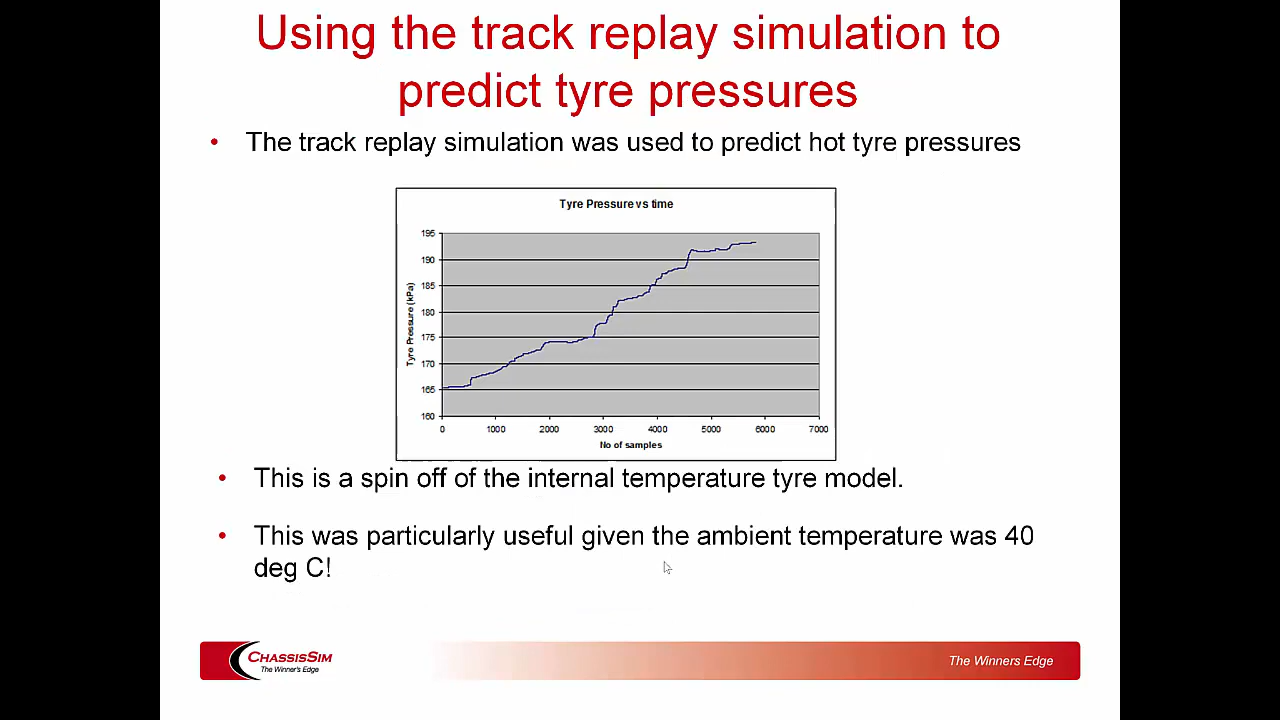 Using the track replay simulation to
predict tyre pressures
• The track replay simulation was used to predict hot tyre pressures
Tyre Pressure vs time
195
190
185
180
175
170
165
160
Tyre Pressure (kPa)
0 1000 2000 3000 4000 5000 6000 7000
No of samples
• This is a spin off of the internal temperature tyre model.
• This was particularly useful given the ambient temperature was 40
deg C!
CHASSISSIM
The Winner's Edge
The Winners Edge